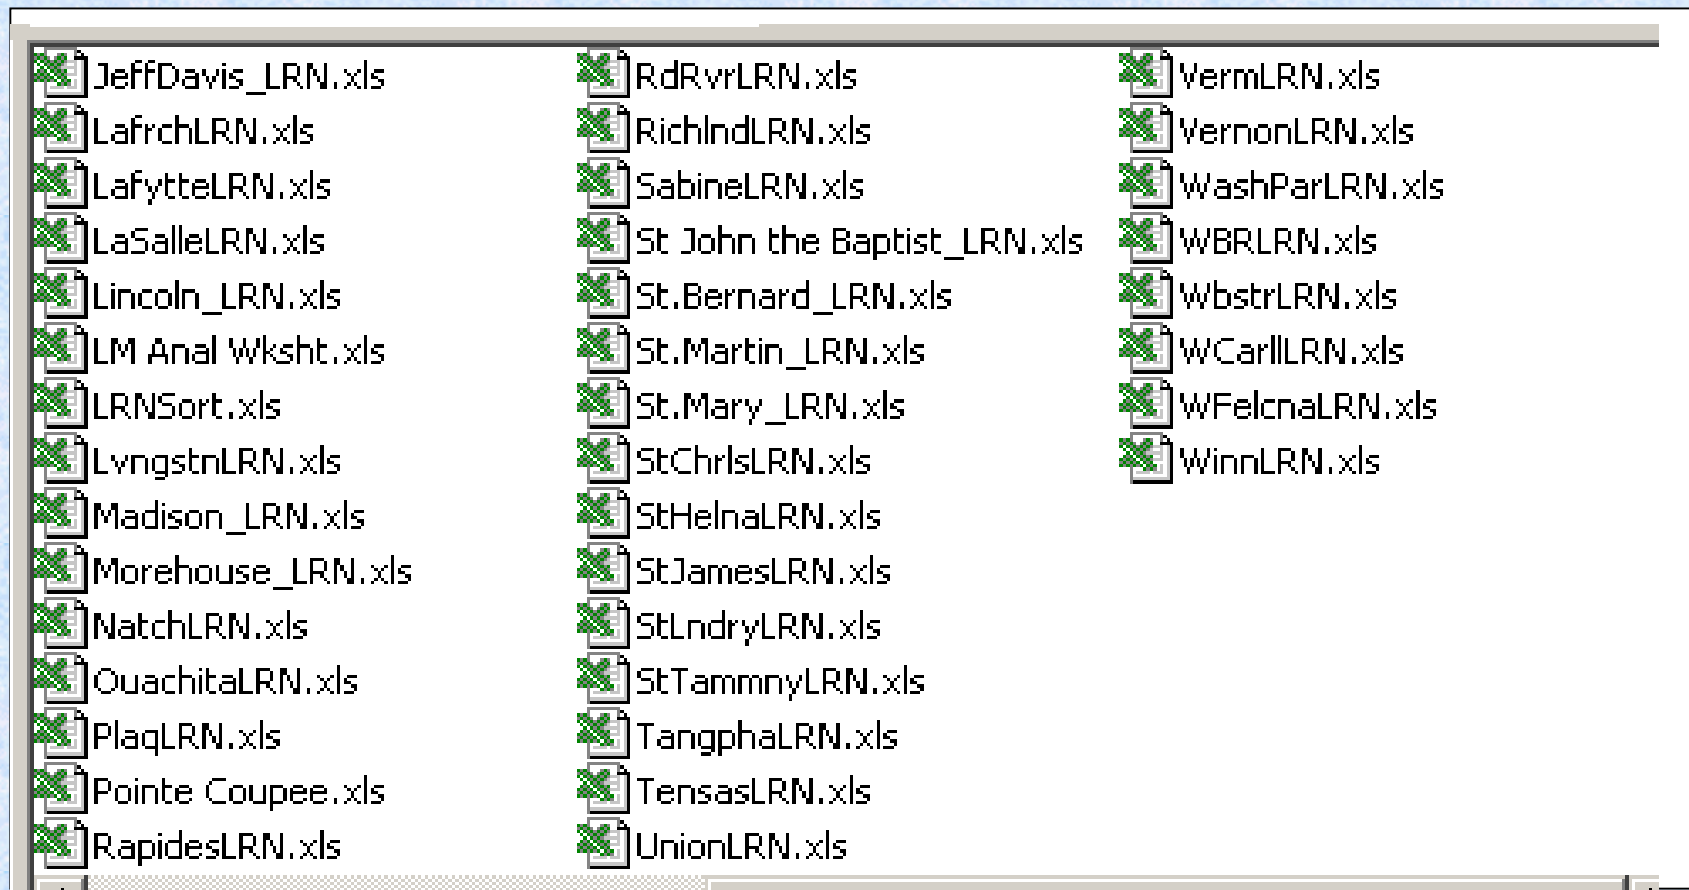 JeffDavis_LRN.xls
LafrchLRN.xls
LafytteLRN.xls
LaSalleLRN.xls
Lincoln_LRN.xls
LM Anal Wksht.xls
LRNSort.xls
LvngstnLRN.xls
Madison_LRN.xls
Morehouse_LRN.xls
NatchLRN.xls
OuachitaLRN.xls
PlaqLRN.xls
Pointe Coupee.xls
RapidesLRN.xls
RdRvrLRN.xls
RichlndLRN.xls
SabineLRN.xls
St John the Baptist_LRN.xls
St.Bernard_LRN.xls
St.Martin_LRN.xls
St.Mary_LRN.xls
StChrlsLRN.xls
StHelnaLRN.xls
StJamesLRN.xls
StLndryLRN.xls
StTammnyLRN.xls
TangphaLRN.xls
TensasLRN.xls
UnionLRN.xls
VermLRN.xls
VernonLRN.xls
WashParLRN.xls
WBRLRN.xls
WbstrLRN.xls
WCarllLRN.xls
WFelcnaLRN.xls
WinnLRN.xls